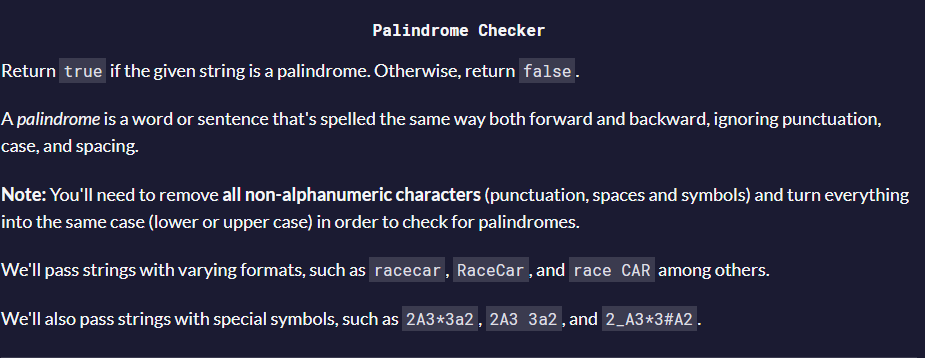 Palindrome Checker
Return true if the given string is a palindrome. Otherwise, return false.
A palindrome is a word or sentence that's spelled the same way both forward and backward, ignoring punctuation,
case, and spacing.
Note: You'll need to remove all non-alphanumeric characters (punctuation, spaces and symbols) and turn everything
into the same case (lower or upper case) in order to check for palindromes.
We'll pass strings with varying formats, such as racecar, RaceCar, and race CAR among others.
We'll also pass strings with special symbols, such as 2A3*3a2, 2A3 3a2, and 2_A3*3#A2.